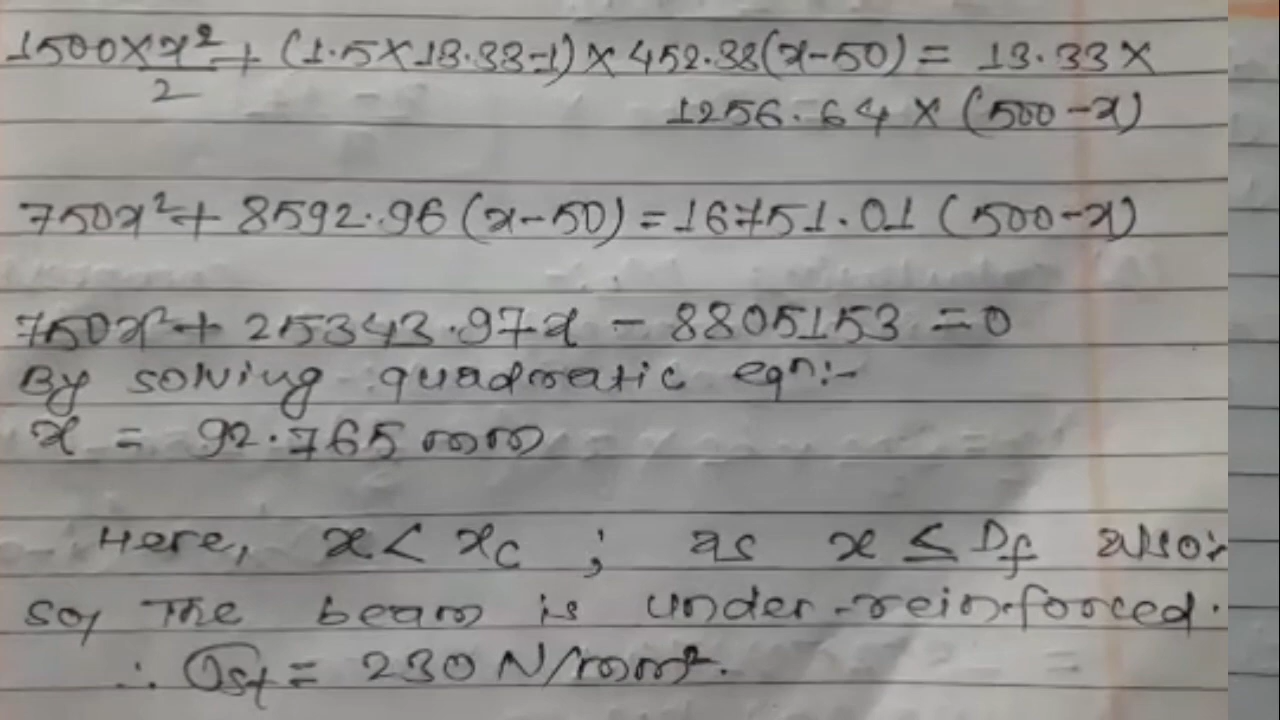 1500×x²/2 + (1.5×13.33-1)×452.38(x-50) = 13.33×
1256.64×(500-x)
750x²+ 8592.96(x-50)=16751.01(500-x)
750x²+ 25343.97x - 8805153 =0
By solving quadratic eqⁿ:-
x = 92.765 mm
Here, x< xc ; as x ≤ Df also;
so, The beam is under-reinforced.
∴ σst = 230 N/mm².